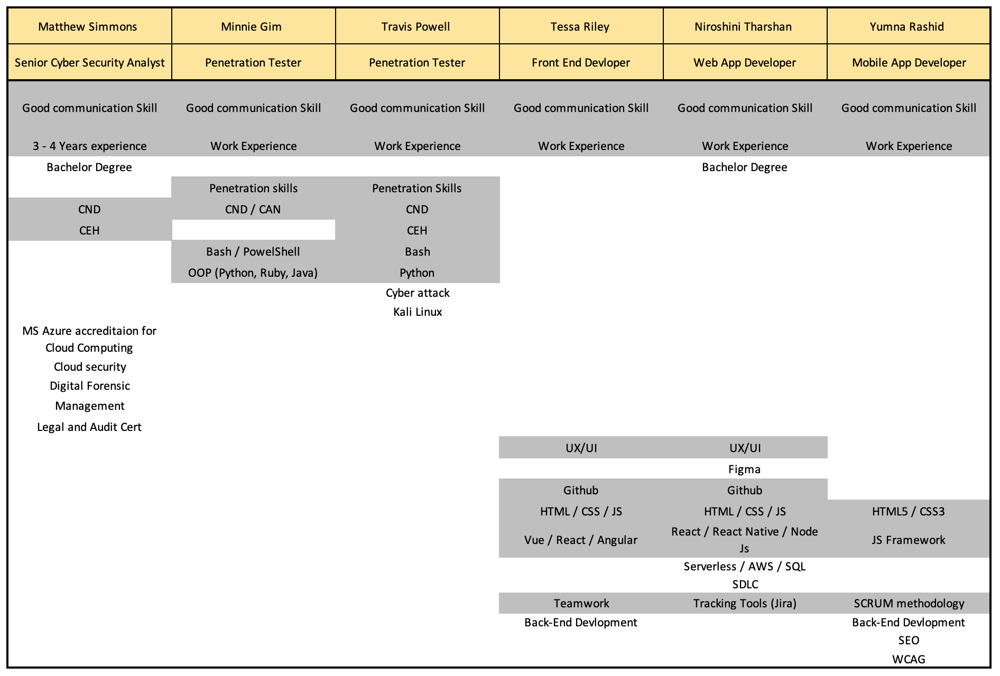 Matthew Simmons Minnie Gim Travis Powell Tessa Riley Niroshini Tharshan Yumna Rashid
Senior Cyber Security Analyst Penetration Tester Penetration Tester Front End Devloper Web App Developer Mobile App Developer
Good communication Skill Good communication Skill Good communication Skill Good communication Skill Good communication Skill Good communication Skill
3 - 4 Years experience Work Experience Work Experience Work Experience Work Experience Work Experience
Bachelor Degree Bachelor Degree
Penetration skills Penetration Skills
CND CND / CAN CND
CEH CEH
Bash / PowelShell Bash
OOP (Python, Ruby, Java) Python
Cyber attack
Kali Linux
MS Azure accreditaion for
Cloud Computing
Cloud security
Digital Forensic
Management
Legal and Audit Cert
UX/UI UX/UI
Figma
Github Github
HTML / CSS / JS HTML / CSS / JS HTML5 / CSS3
Vue / React / Angular React / React Native / Node JS Framework
Js
Serverless / AWS / SQL
SDLC
Teamwork Tracking Tools (Jira) SCRUM methodology
Back-End Devlopment Back-End Devlopment
SEO
WCAG